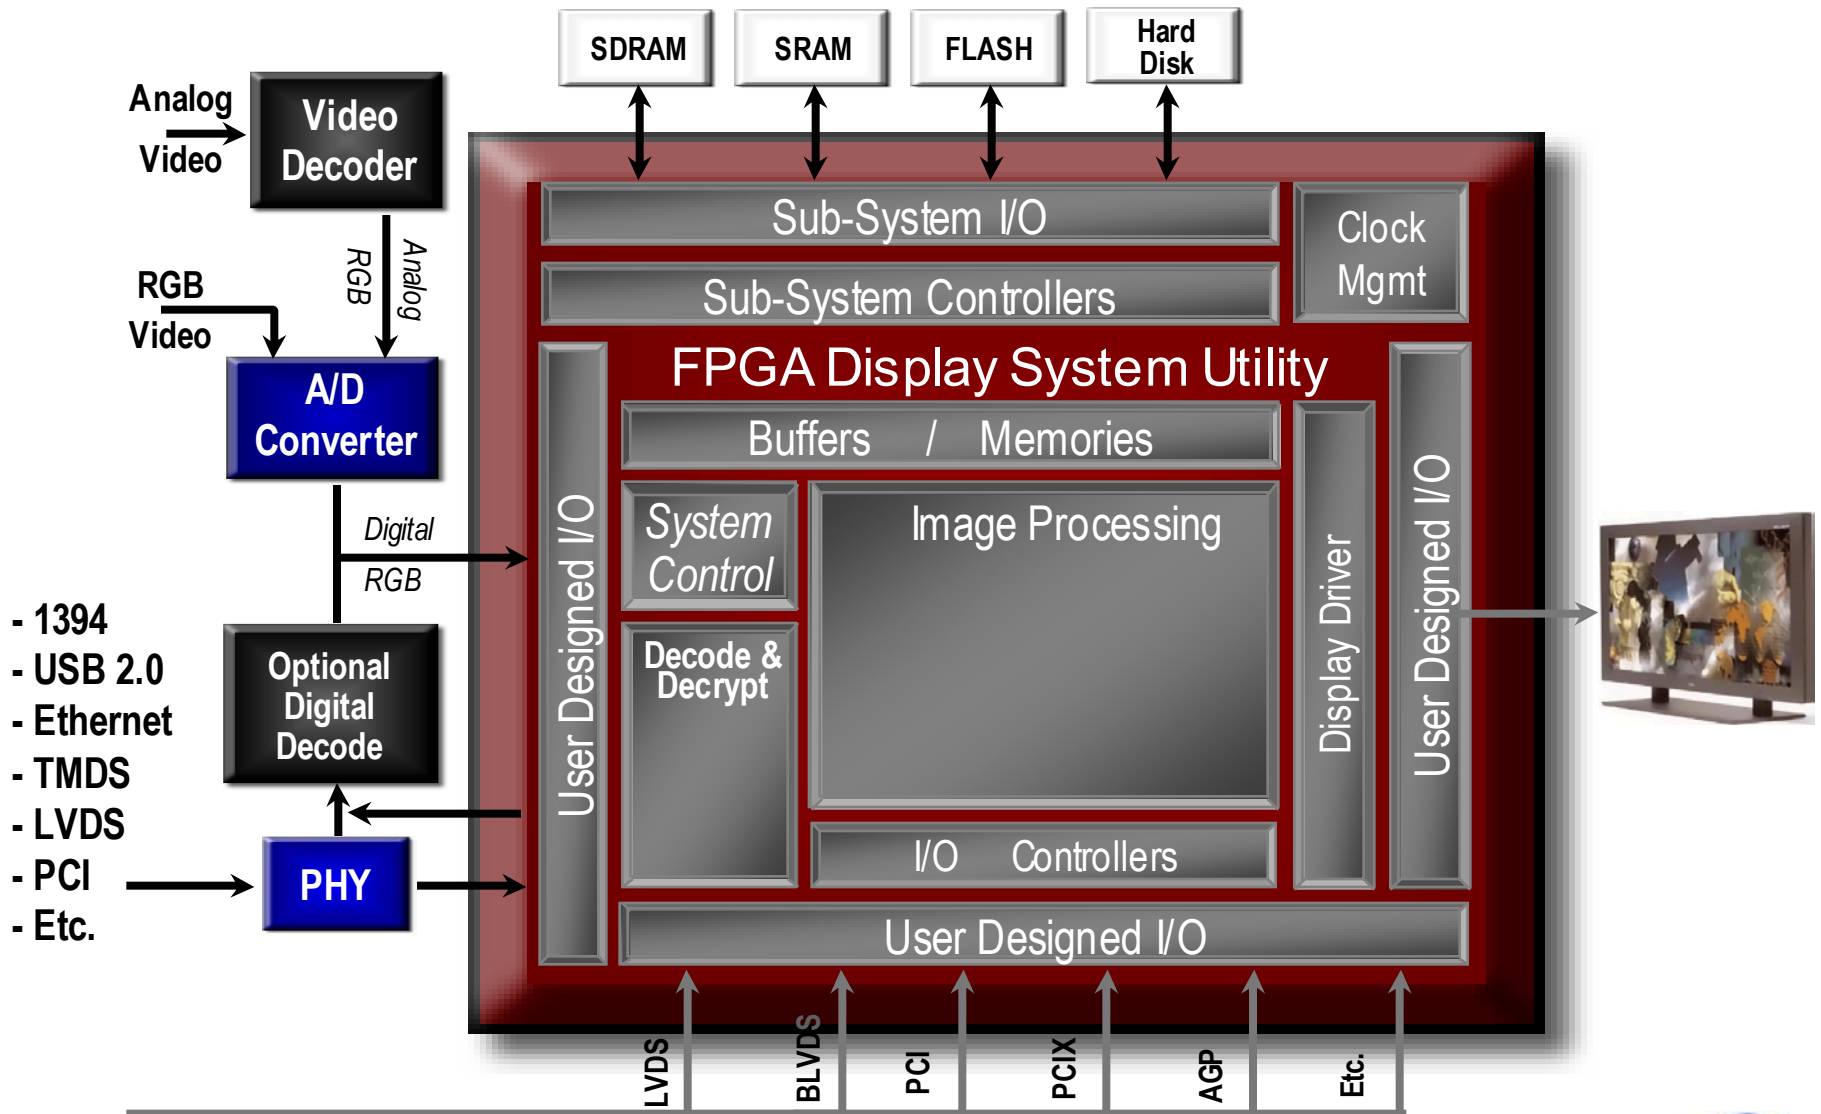 SDRAM
SRAM
FLASH
Hard
Disk
Analog
Video
Video
Decoder
Analog
RGB
RGB
Video
A/D
Converter
Digital
RGB
- 1394
- USB 2.0
- Ethernet
- TMDS
- LVDS
- PCI
- Etc.
Optional
Digital
Decode
PHY
Sub-System I/O
Clock
Mgmt
Sub-System Controllers
FPGA Display System Utility
User Designed I/O
Buffers / Memories
System
Control
Image Processing
Decode &
Decrypt
I/O Controllers
Display Driver
User Designed I/O
User Designed I/O
LVDS
BLVDS
PCI
PCIX
AGP
Etc.